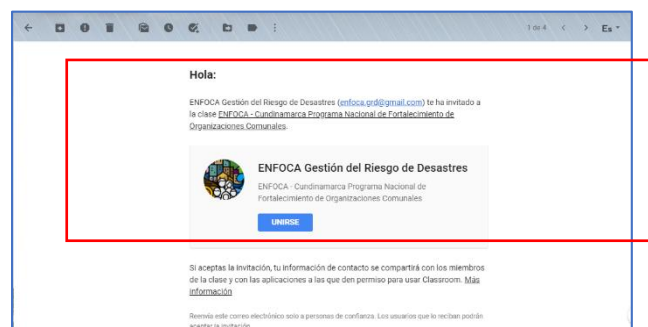 1 de 4
Es
Hola:
ENFOCA Gestión del Riesgo de Desastres (enfoca.grd@gmail.com) te ha invitado a
la clase ENFOCA - Cundinamarca Programa Nacional de Fortalecimiento de
Organizaciones Comunales.
ENFOCA Gestión del Riesgo de Desastres
ENFOCA - Cundinamarca Programa Nacional de
Fortalecimiento de Organizaciones Comunales
UNIRSE
Si aceptas la invitación, tu información de contacto se compartirá con los miembros
de la clase y con las aplicaciones a las que den permiso para usar Classroom. Más
información
Reenvía este correo electrónico solo a personas de confianza. Los usuarios que lo reciban podrán
aceptar la invitación.